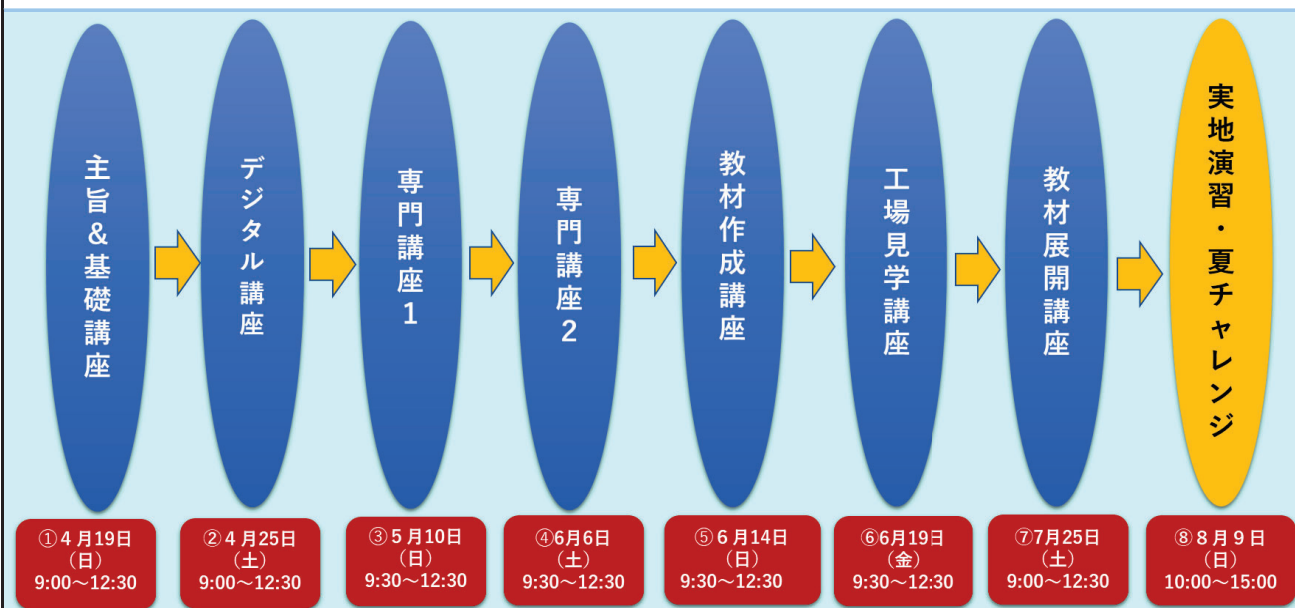 主旨&基礎講座
デジタル講座
専門講座1
専門講座2
教材作成講座
工場見学講座
教材展開講座
実地演習・夏チャレンジ
①4月19日
(日)
9:00~12:30
②4月25日
(土)
9:00~12:30
③5月10日
(日)
9:30~12:30
④6月6日
(土)
9:30~12:30
⑤6月14日
(日)
9:30~12:30
⑥6月19日
(金)
9:30~12:30
⑦7月25日
(土)
9:00~12:30
⑧8月9日
(日)
10:00~15:00